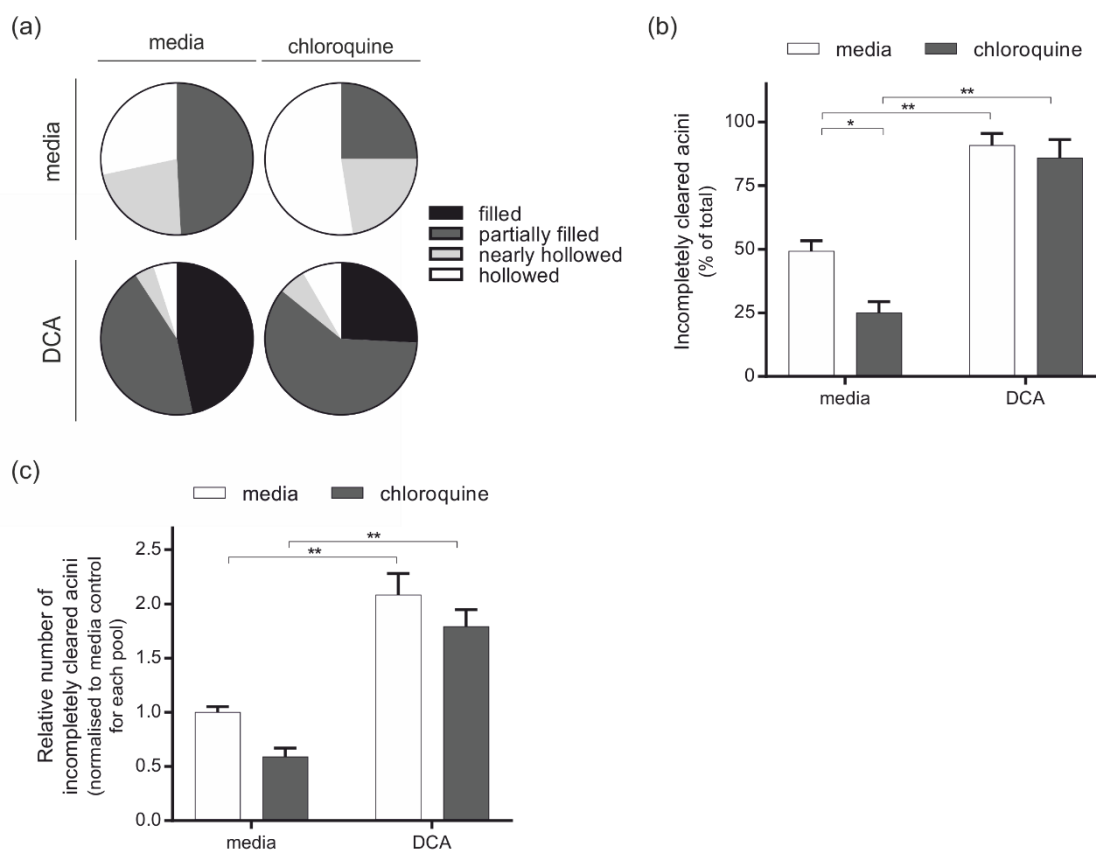 (a)
media
chloroquine
media
DCA
filled
partially filled
nearly hollowed
hollowed
(b)
media
chloroquine
**
**
*
Incompletely cleared acini
(% of total)
100
75
50
25
0
media
DCA
(c)
media
chloroquine
**
**
Relative number of
incompletely cleared acini
(normalised to media control
for each pool)
2.5
2.0
1.5
1.0
0.5
0.0
media
DCA